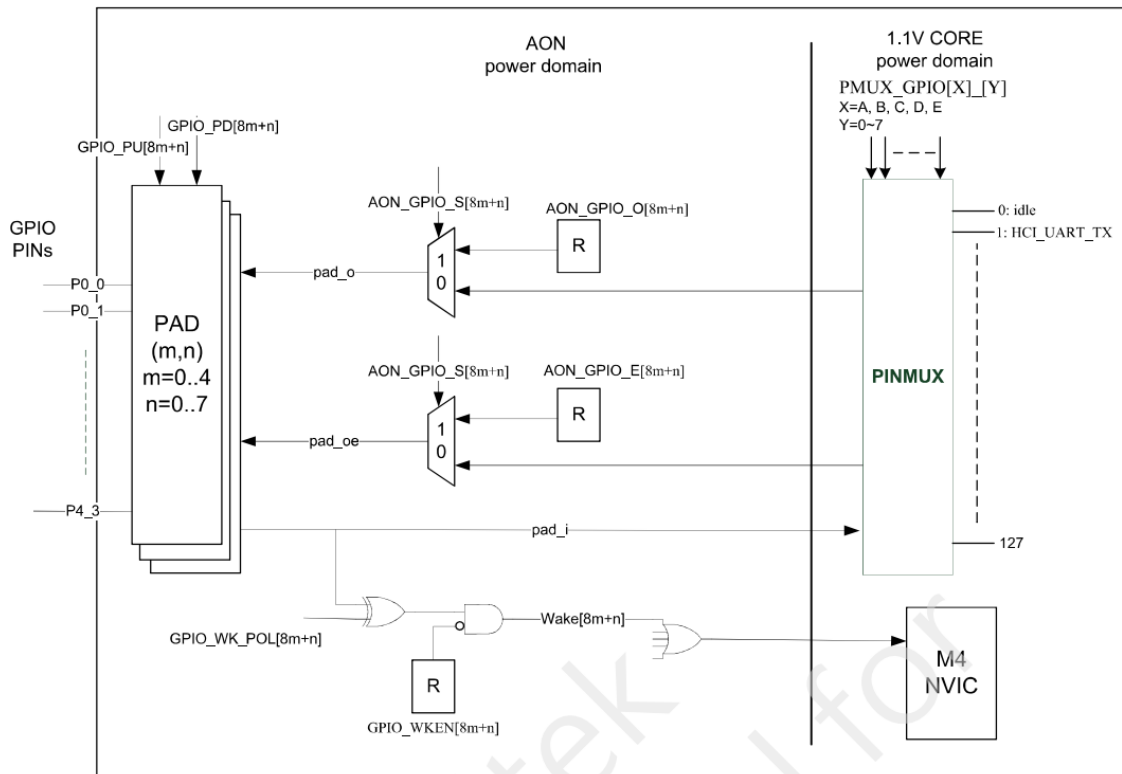 AON
power domain
1.1V CORE
power domain
PMUX_GPIO[X]_[Y]
X=A, B, C, D, E
Y=0~7
GPIO_PD[8m+n]
GPIO_PU[8m+n]
GPIO
PINs
P0_0
P0_1
P4_3
PAD
(m,n)
m=0..4
n=0..7
AON_GPIO_S[8m+n]
AON_GPIO_O[8m+n]
R
1
0
pad_o
AON_GPIO_S[8m+n]
AON_GPIO_E[8m+n]
R
1
0
pad_oe
pad_i
PINMUX
0: idle
1: HCI_UART_TX
127
GPIO_WK_POL[8m+n]
Wake[8m+n]
R
GPIO_WKEN[8m+n]
M4
NVIC
tek
for